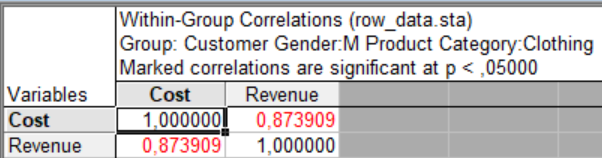 Within-Group Correlations (row_data.sta)
Group: Customer Gender:M Product Category:Clothing
Marked correlations are significant at p < ,05000
Variables Cost Revenue
Cost 1,000000 0,873909
Revenue 0,873909 1,000000